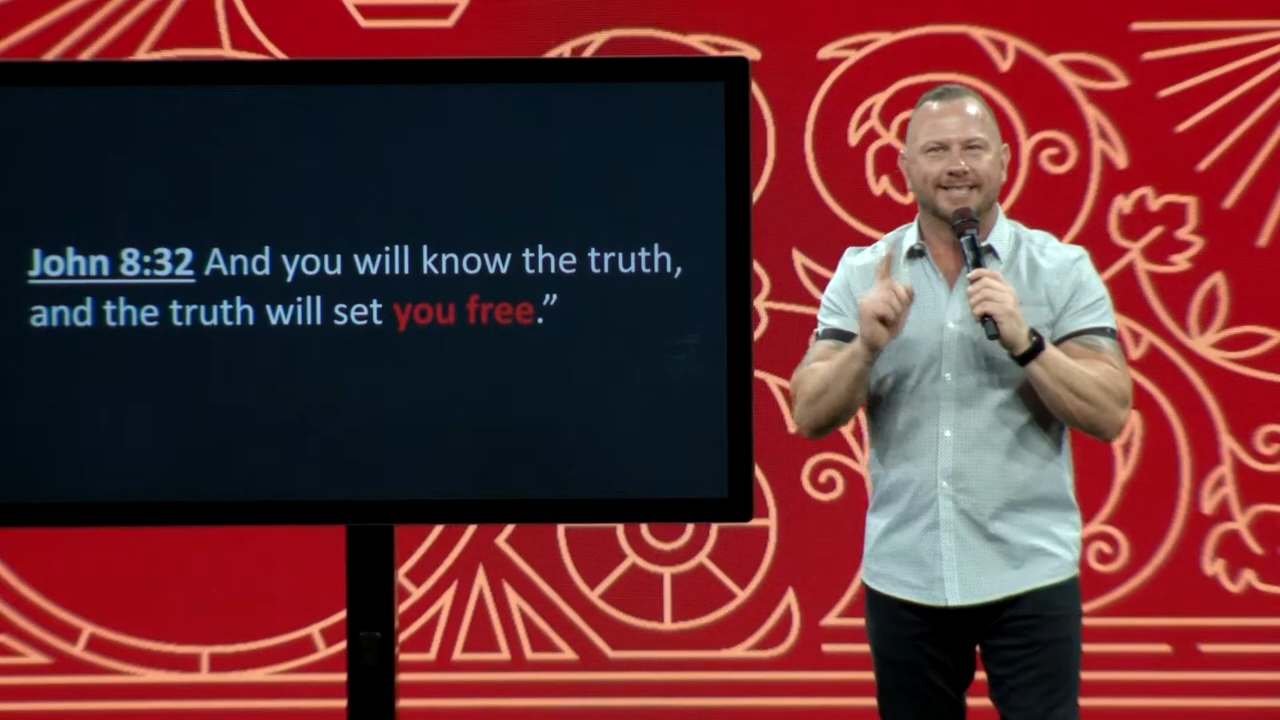 John 8:32 And you will know the truth,
and the truth will set you free.”